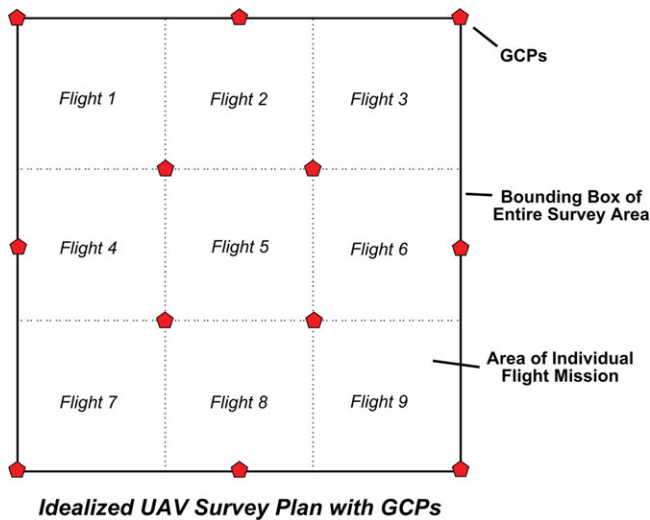 GCPs
Flight 1
Flight 2
Flight 3
Bounding Box of
Entire Survey Area
Flight 4
Flight 5
Flight 6
Area of Individual
Flight Mission
Flight 7
Flight 8
Flight 9
Idealized UAV Survey Plan with GCPs